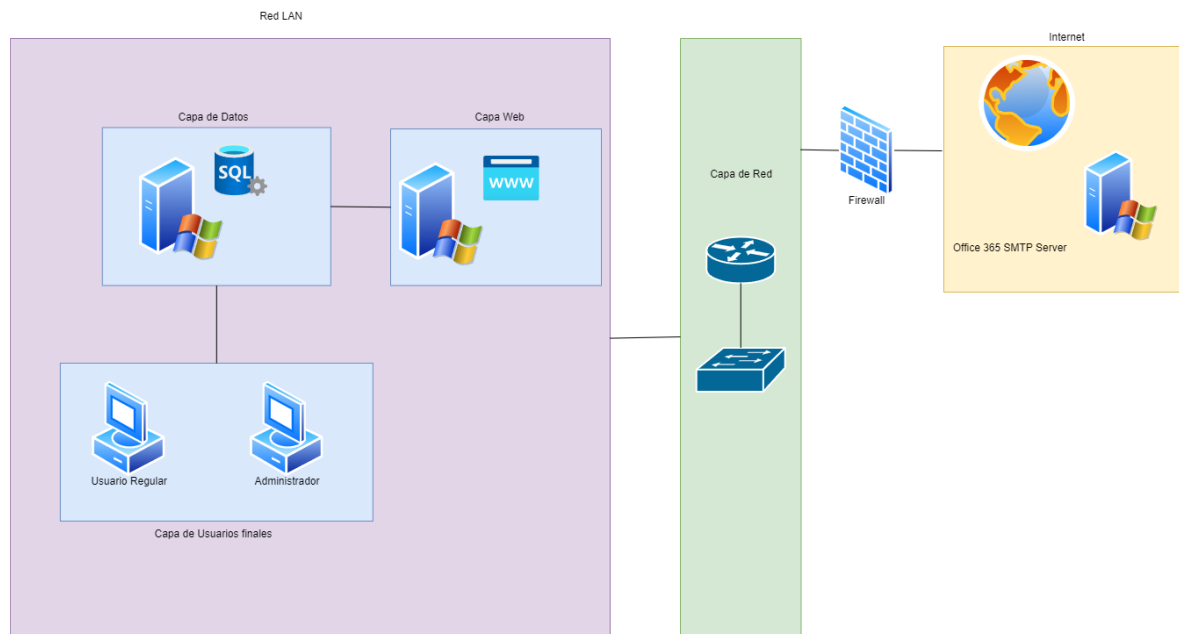 Red LAN
Internet
Capa de Datos
Capa Web
SQL
www
Capa de Red
Firewall
Office 365 SMTP Server
Usuario Regular
Administrador
Capa de Usuarios finales